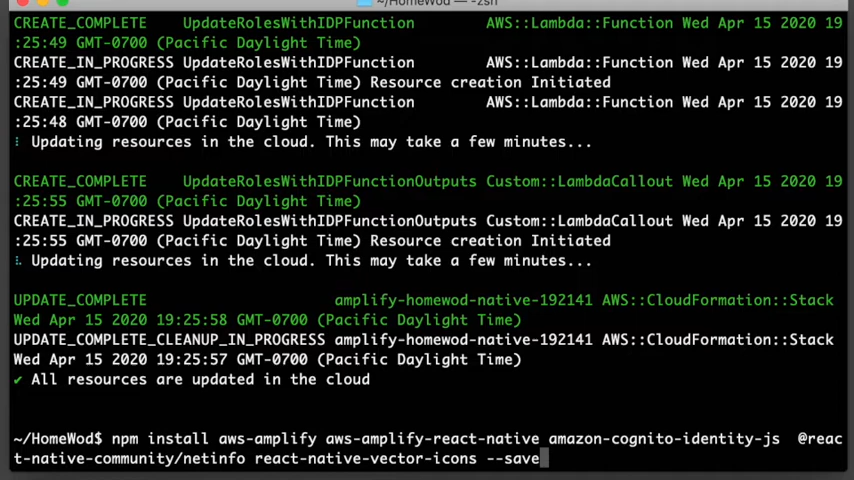 ~/HomeWod — -zsh
CREATE_COMPLETE    UpdateRolesWithIDPFunction        AWS::Lambda::Function Wed Apr 15 2020 19
:25:49 GMT-0700 (Pacific Daylight Time)
CREATE_IN_PROGRESS UpdateRolesWithIDPFunction        AWS::Lambda::Function Wed Apr 15 2020 19
:25:49 GMT-0700 (Pacific Daylight Time) Resource creation Initiated
CREATE_IN_PROGRESS UpdateRolesWithIDPFunction        AWS::Lambda::Function Wed Apr 15 2020 19
:25:48 GMT-0700 (Pacific Daylight Time)
⠸ Updating resources in the cloud. This may take a few minutes...
CREATE_COMPLETE    UpdateRolesWithIDPFunctionOutputs Custom::LambdaCallout Wed Apr 15 2020 19
:25:55 GMT-0700 (Pacific Daylight Time)
CREATE_IN_PROGRESS UpdateRolesWithIDPFunctionOutputs Custom::LambdaCallout Wed Apr 15 2020 19
:25:55 GMT-0700 (Pacific Daylight Time) Resource creation Initiated
⠧ Updating resources in the cloud. This may take a few minutes...
UPDATE_COMPLETE                     amplify-homewod-native-192141 AWS::CloudFormation::Stack
Wed Apr 15 2020 19:25:58 GMT-0700 (Pacific Daylight Time)
UPDATE_COMPLETE_CLEANUP_IN_PROGRESS amplify-homewod-native-192141 AWS::CloudFormation::Stack
Wed Apr 15 2020 19:25:57 GMT-0700 (Pacific Daylight Time)
✔ All resources are updated in the cloud
~/HomeWod$ npm install aws-amplify aws-amplify-react-native amazon-cognito-identity-js  @reac
t-native-community/netinfo react-native-vector-icons --save